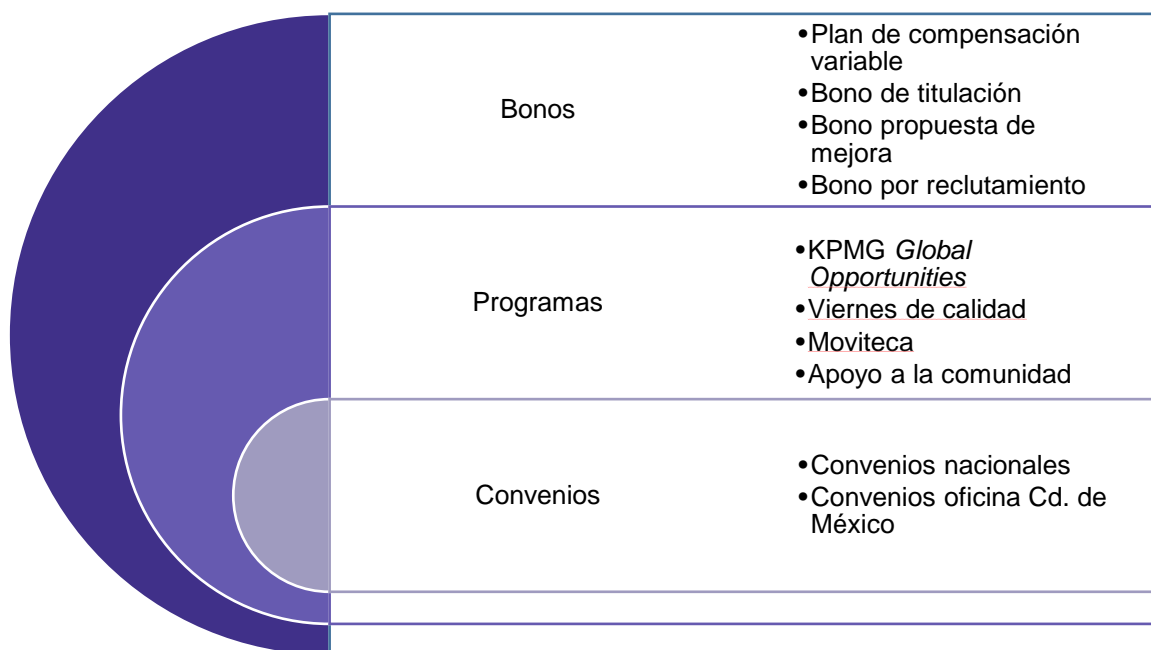 Bonos
•Plan de compensación
variable
•Bono de titulación
•Bono propuesta de
mejora
•Bono por reclutamiento
Programas
•KPMG Global
Opportunities
•Viernes de calidad
•Moviteca
•Apoyo a la comunidad
Convenios
•Convenios nacionales
•Convenios oficina Cd. de
México